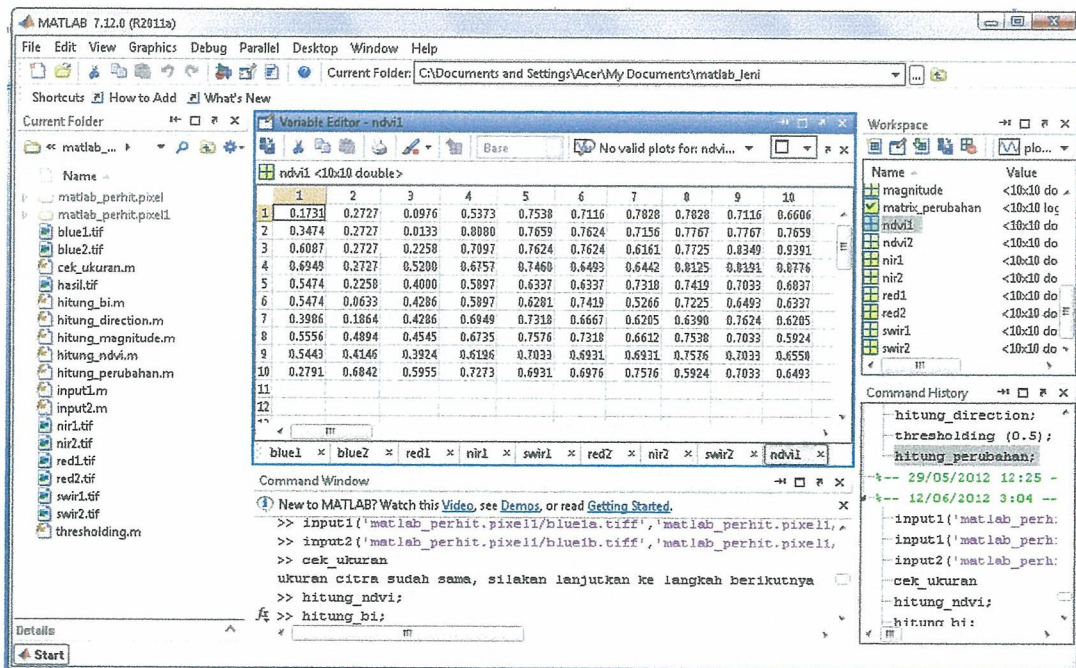 MATLAB 7.12.0 (R2011a)
File Edit View Graphics Debug Parallel Desktop Window Help
Current Folder: C:\Documents and Settings\Acer\My Documents\matlab_leni
Shortcuts How to Add What's New
Current Folder
« matlab_...
Name
matlab_perhit.pixel
matlab_perhit.pixel1
blue1.tif
blue2.tif
cek_ukuran.m
hasil.tif
hitung_bi.m
hitung_direction.m
hitung_magnitude.m
hitung_ndvi.m
hitung_perubahan.m
input1.m
input2.m
nir1.tif
nir2.tif
red1.tif
red2.tif
swir1.tif
swir2.tif
thresholding.m
Details
Start
Variable Editor - ndvi1
Base No valid plots for: ndvi...
ndvi1 <10x10 double>
1 2 3 4 5 6 7 8 9 10
1 0.1731 0.2727 0.0976 0.5373 0.7538 0.7116 0.7828 0.7828 0.7116 0.6606
2 0.3474 0.2727 0.0133 0.8080 0.7659 0.7624 0.7156 0.7767 0.7767 0.7659
3 0.6087 0.2727 0.2258 0.7097 0.7624 0.7624 0.6161 0.7725 0.8349 0.9391
4 0.6949 0.2727 0.5200 0.6757 0.7460 0.6493 0.6442 0.8125 0.8191 0.8776
5 0.5474 0.2258 0.4000 0.5897 0.6337 0.6337 0.7318 0.7419 0.7033 0.6837
6 0.5474 0.0633 0.4286 0.5897 0.6281 0.7419 0.5266 0.7225 0.6493 0.6337
7 0.3986 0.1864 0.4286 0.6949 0.7318 0.6667 0.6205 0.6390 0.7624 0.6205
8 0.5556 0.4894 0.4545 0.6735 0.7576 0.7318 0.6612 0.7538 0.7033 0.5924
9 0.5443 0.4146 0.3924 0.6196 0.7033 0.6931 0.6931 0.7576 0.7033 0.6558
10 0.2791 0.6842 0.5955 0.7273 0.6931 0.6976 0.7576 0.5924 0.7033 0.6493
11
12
blue1 blue2 red1 nir1 swir1 red2 nir2 swir2 ndvi1
Command Window
New to MATLAB? Watch this Video, see Demos, or read Getting Started.
>> input1('matlab_perhit.pixel1/blue1a.tiff','matlab_perhit.pixel1,
>> input2('matlab_perhit.pixel1/blue1b.tiff','matlab_perhit.pixel1,
>> cek_ukuran
ukuran citra sudah sama, silakan lanjutkan ke langkah berikutnya
>> hitung_ndvi;
fx >> hitung_bi;
Workspace
plo...
Name Value
magnitude <10x10 do
matrix_perubahan <10x10 log
ndvi1 <10x10 do
ndvi2 <10x10 do
nir1 <10x10 do
nir2 <10x10 do
red1 <10x10 do
red2 <10x10 do
swir1 <10x10 do
swir2 <10x10 do
Command History
hitung_direction;
thresholding (0.5);
hitung_perubahan;
%-- 29/05/2012 12:25 -
%-- 12/06/2012 3:04 --
input1('matlab_perh:
input1('matlab_perh:
input2('matlab_perh:
cek_ukuran
hitung_ndvi;
hitung_bi;